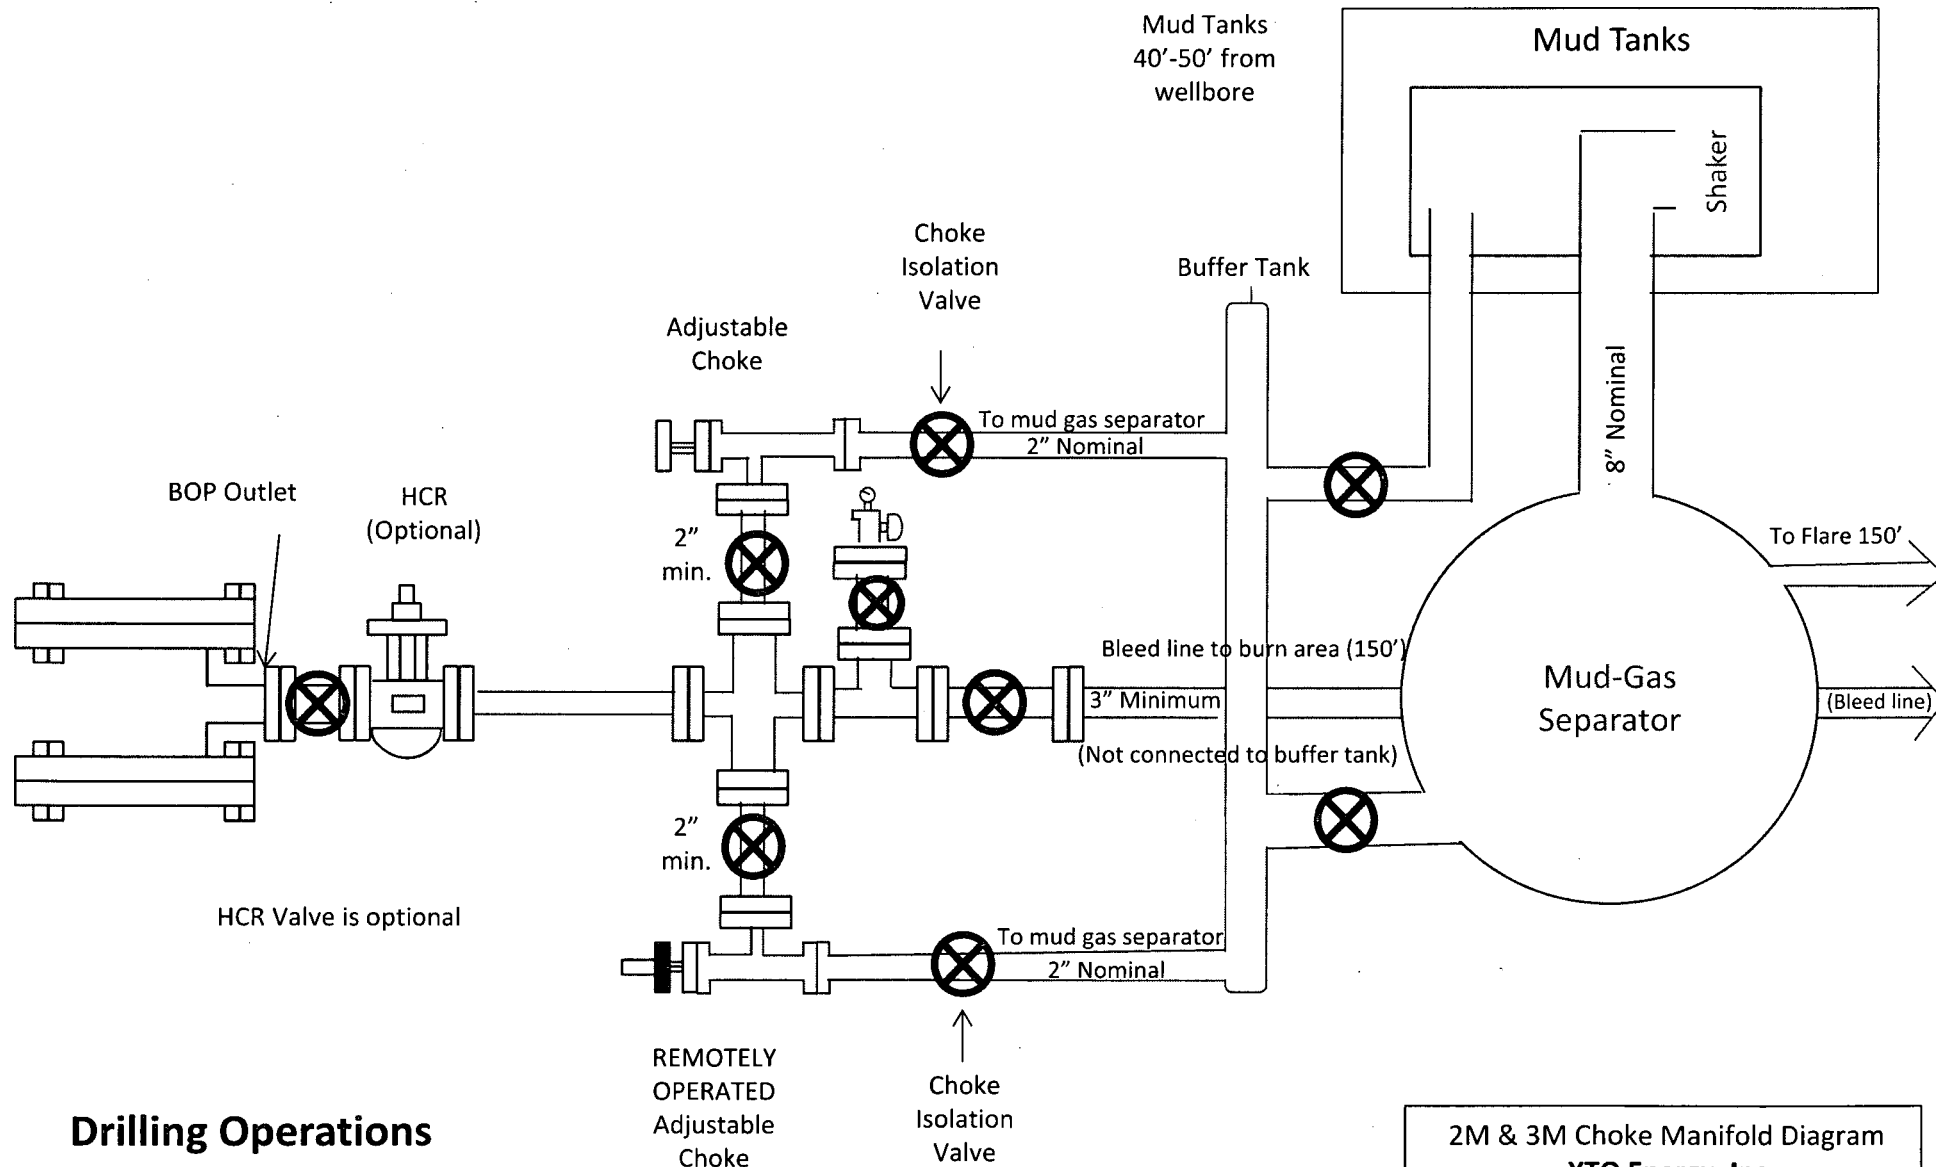 Mud Tanks
40’-50’ from
wellbore
Mud Tanks
Shaker
Choke
Isolation
Valve
Buffer Tank
Adjustable
Choke
8” Nominal
To mud gas separator
2” Nominal
BOP Outlet
HCR
(Optional)
2”
min.
To Flare 150’
Bleed line to burn area (150’)
3” Minimum
Mud-Gas
Separator
(Bleed line)
(Not connected to buffer tank)
2”
min.
HCR Valve is optional
To mud gas separator
2” Nominal
REMOTELY
OPERATED
Adjustable
Choke
Choke
Isolation
Valve
Drilling Operations
2M & 3M Choke Manifold Diagram
XTO Energy, Inc.